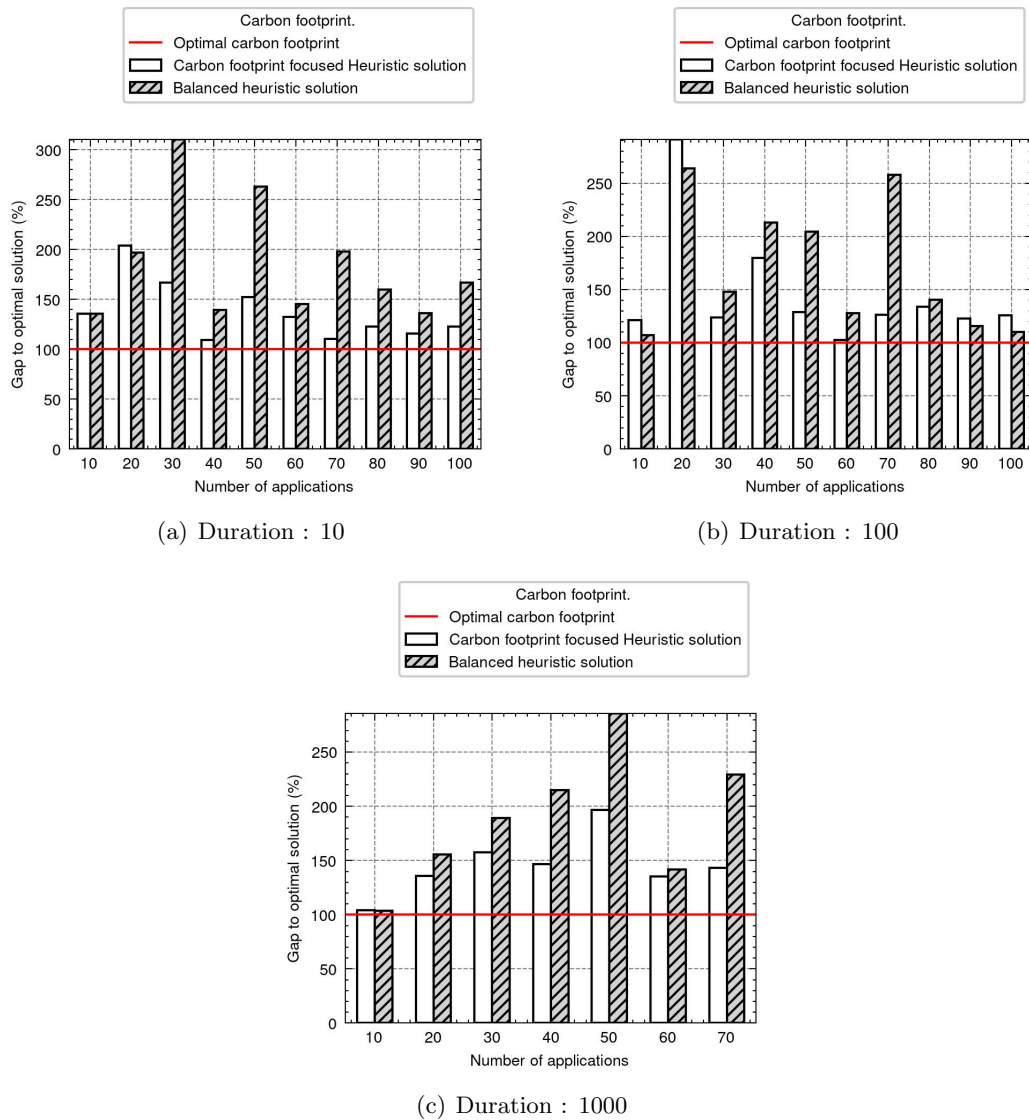 Carbon footprint.
Optimal carbon footprint
Carbon footprint focused Heuristic solution
Balanced heuristic solution
300
250
200
150
100
50
0
Gap to optimal solution (%)
10 20 30 40 50 60 70 80 90 100
Number of applications
(a) Duration : 10
Carbon footprint.
Optimal carbon footprint
Carbon footprint focused Heuristic solution
Balanced heuristic solution
250
200
150
100
50
0
Gap to optimal solution (%)
10 20 30 40 50 60 70 80 90 100
Number of applications
(b) Duration : 100
Carbon footprint.
Optimal carbon footprint
Carbon footprint focused Heuristic solution
Balanced heuristic solution
250
200
150
100
50
0
Gap to optimal solution (%)
10 20 30 40 50 60 70
Number of applications
(c) Duration : 1000